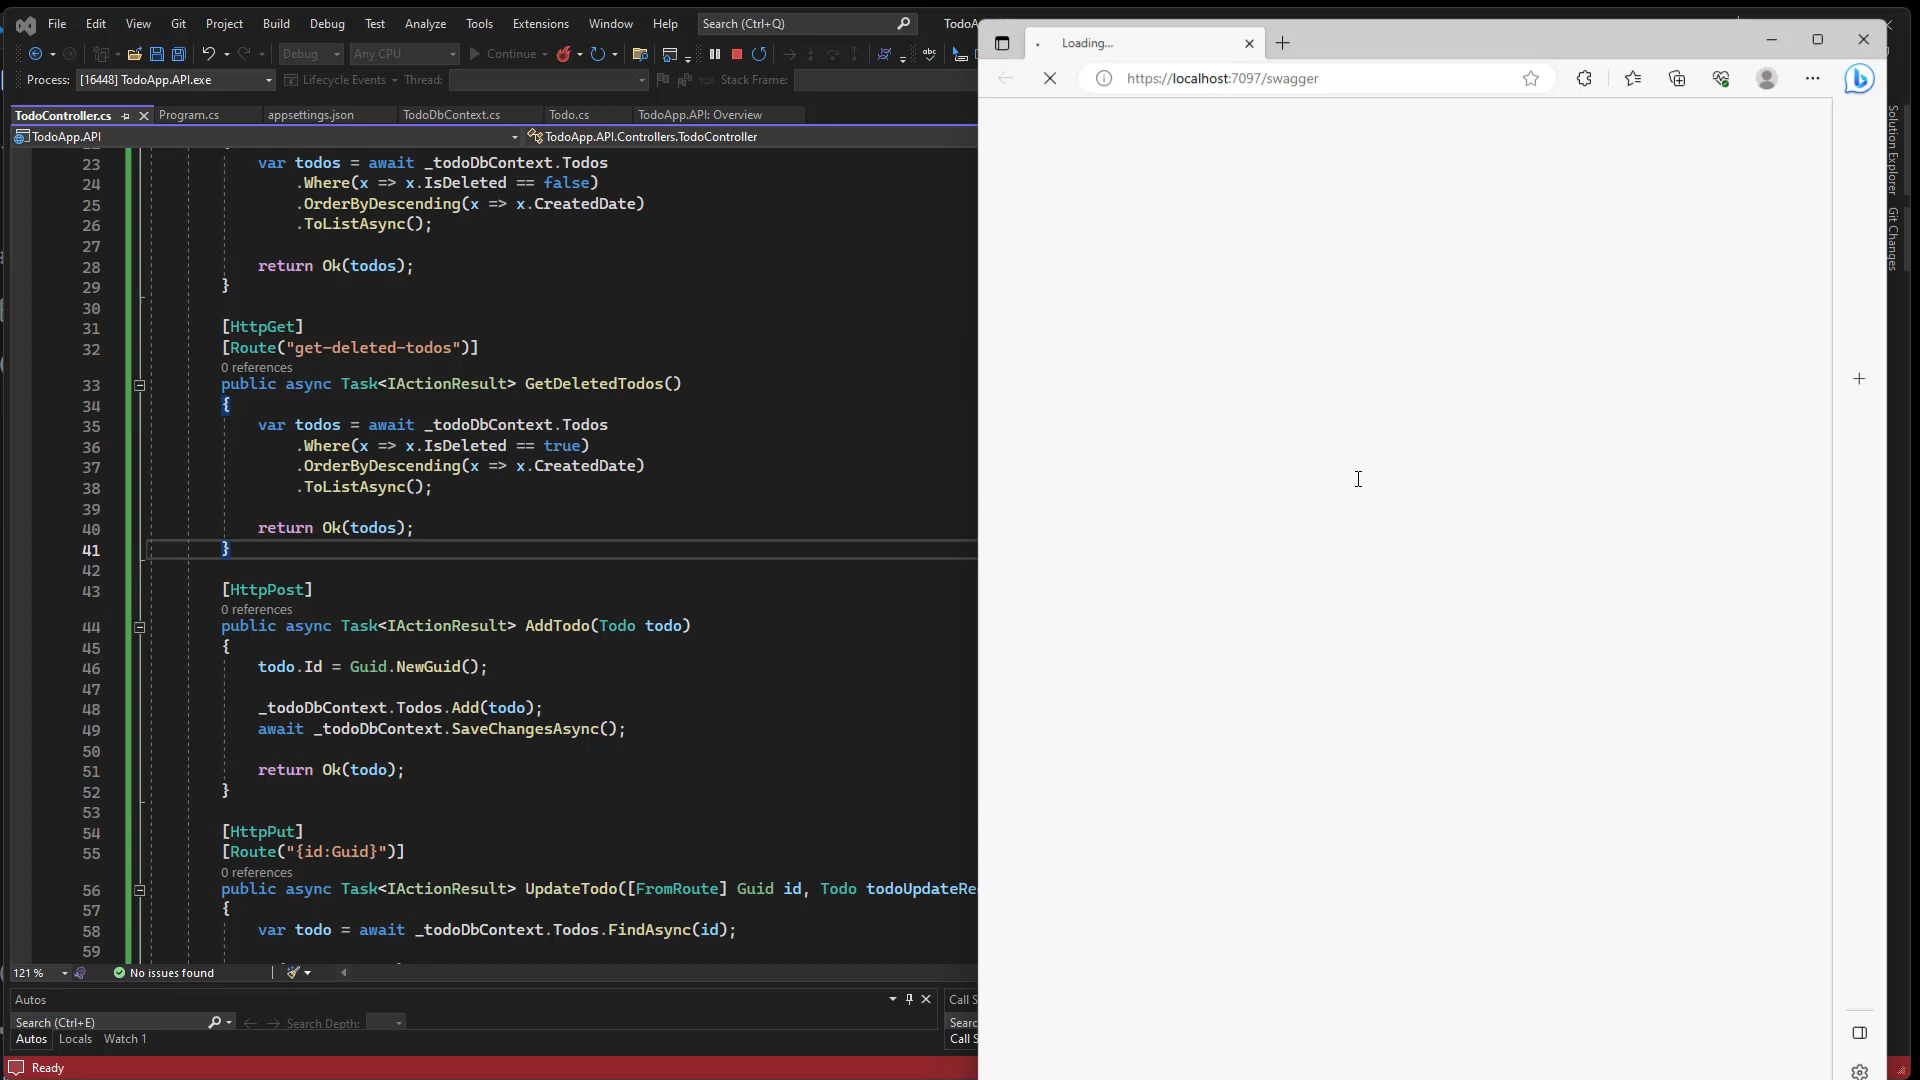 File Edit View Git Project Build Debug Test Analyze Tools Extensions Window Help Search (Ctrl+Q)
Debug Any CPU Continue
Process: [16448] TodoApp.API.exe Lifecycle Events Thread: Stack Frame:
TodoController.cs Program.cs appsettings.json TodoDbContext.cs Todo.cs TodoApp.API: Overview
TodoApp.API TodoApp.API.Controllers.TodoController
23 var todos = await _todoDbContext.Todos
24 .Where(x => x.IsDeleted == false)
25 .OrderByDescending(x => x.CreatedDate)
26 .ToListAsync();
27
28 return Ok(todos);
29 }
30
31 [HttpGet]
32 [Route("get-deleted-todos")]
0 references
33 public async Task<IActionResult> GetDeletedTodos()
34 {
35 var todos = await _todoDbContext.Todos
36 .Where(x => x.IsDeleted == true)
37 .OrderByDescending(x => x.CreatedDate)
38 .ToListAsync();
39
40 return Ok(todos);
41 }
42
43 [HttpPost]
0 references
44 public async Task<IActionResult> AddTodo(Todo todo)
45 {
46 todo.Id = Guid.NewGuid();
47
48 _todoDbContext.Todos.Add(todo);
49 await _todoDbContext.SaveChangesAsync();
50
51 return Ok(todo);
52 }
53
54 [HttpPut]
55 [Route("{id:Guid}")]
0 references
56 public async Task<IActionResult> UpdateTodo([FromRoute] Guid id, Todo todoUpdateRe
57 {
58 var todo = await _todoDbContext.Todos.FindAsync(id);
59
121 % No issues found
Autos
Search (Ctrl+E) Search Depth:
Autos Locals Watch 1
Call S
Searc
Call S
Ready
Loading...
https://localhost:7097/swagger
Solution Explorer
Git Changes